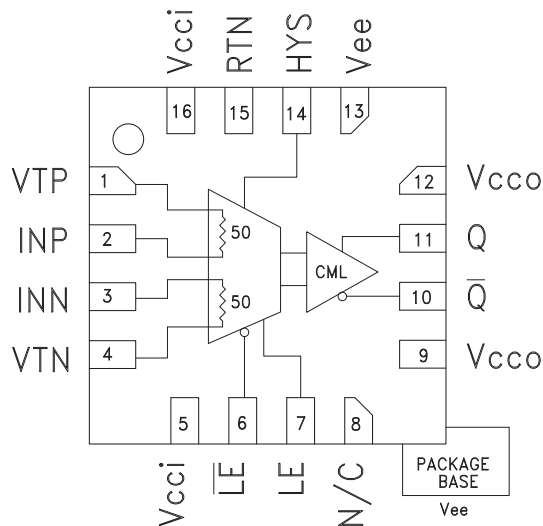 Vcci
RTN
HYS
Vee
16
15
14
13
VTP
1
12
Vcco
50
INP
2
11
Q
CML
INN
3
50
10
Q̅
VTN
4
9
Vcco
5
6
7
8
Vcci
L̅E̅
LE
N/C
PACKAGE
BASE
Vee